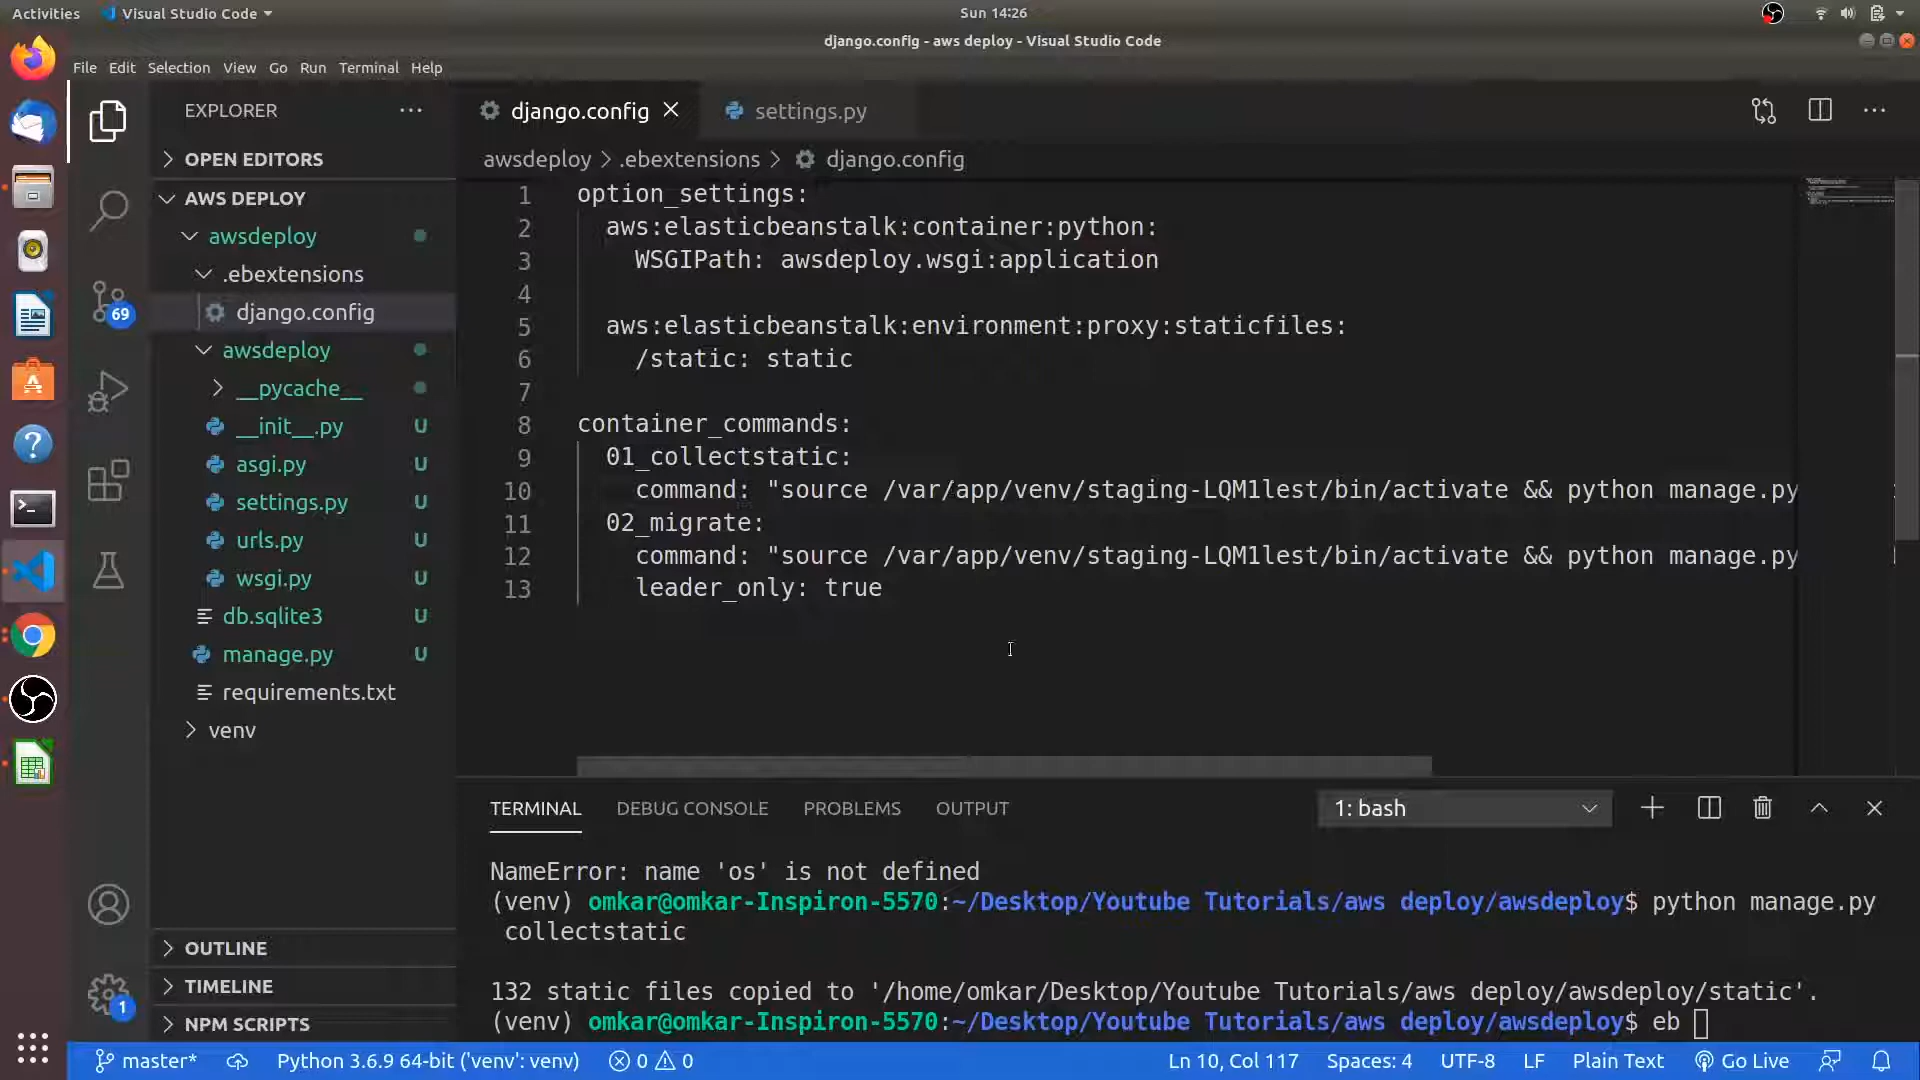 Activities
Visual Studio Code
Sun 14:26
django.config - aws deploy - Visual Studio Code
File Edit Selection View Go Run Terminal Help
EXPLORER
OPEN EDITORS
AWS DEPLOY
awsdeploy
.ebextensions
django.config
awsdeploy
__pycache__
__init__.py U
asgi.py U
settings.py U
urls.py U
wsgi.py U
db.sqlite3 U
manage.py U
requirements.txt
venv
OUTLINE
TIMELINE
NPM SCRIPTS
69
1
django.config
settings.py
awsdeploy > .ebextensions > django.config
1 option_settings:
2 aws:elasticbeanstalk:container:python:
3 WSGIPath: awsdeploy.wsgi:application
4
5 aws:elasticbeanstalk:environment:proxy:staticfiles:
6 /static: static
7
8 container_commands:
9 01_collectstatic:
10 command: "source /var/app/venv/staging-LQM1lest/bin/activate && python manage.py
11 02_migrate:
12 command: "source /var/app/venv/staging-LQM1lest/bin/activate && python manage.py
13 leader_only: true
TERMINAL DEBUG CONSOLE PROBLEMS OUTPUT
1: bash
NameError: name 'os' is not defined
(venv) omkar@omkar-Inspiron-5570:~/Desktop/Youtube Tutorials/aws deploy/awsdeploy$ python manage.py
collectstatic
132 static files copied to '/home/omkar/Desktop/Youtube Tutorials/aws deploy/awsdeploy/static'.
(venv) omkar@omkar-Inspiron-5570:~/Desktop/Youtube Tutorials/aws deploy/awsdeploy$ eb
master*
Python 3.6.9 64-bit ('venv': venv)
0 0
Ln 10, Col 117
Spaces: 4
UTF-8
LF
Plain Text
Go Live